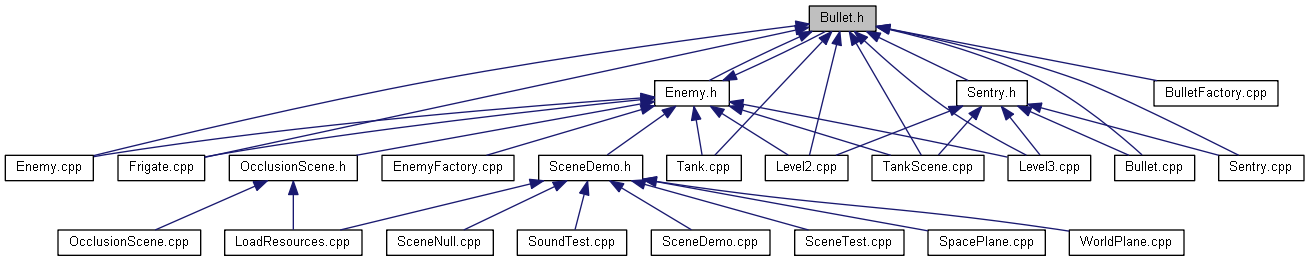 Bullet.h
Enemy.h
Sentry.h
BulletFactory.cpp
Enemy.cpp
Frigate.cpp
OcclusionScene.h
EnemyFactory.cpp
SceneDemo.h
Tank.cpp
Level2.cpp
TankScene.cpp
Level3.cpp
Bullet.cpp
Sentry.cpp
OcclusionScene.cpp
LoadResources.cpp
SceneNull.cpp
SoundTest.cpp
SceneDemo.cpp
SceneTest.cpp
SpacePlane.cpp
WorldPlane.cpp